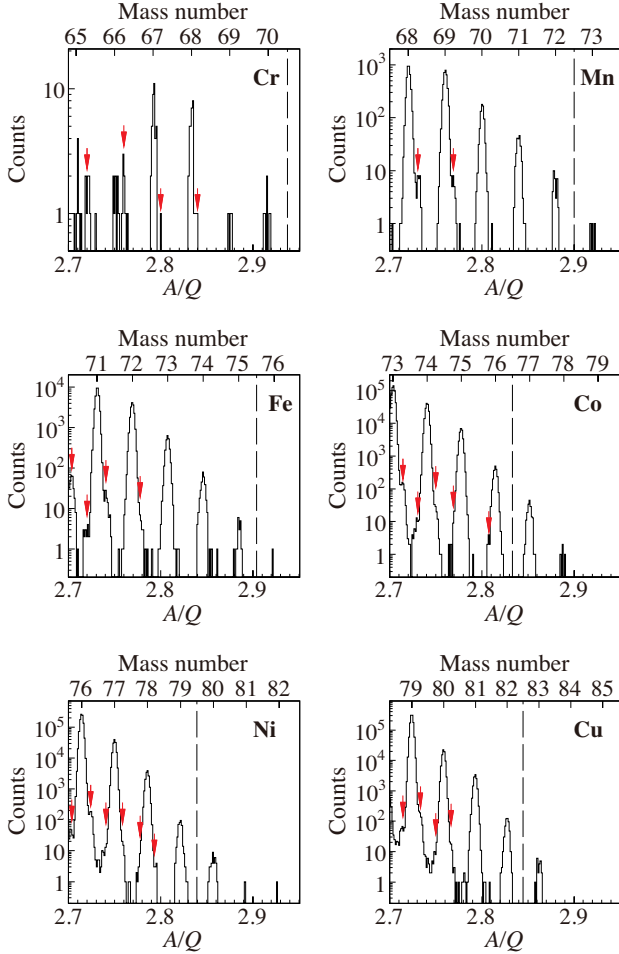 Mass number Mass number
65 66 67 68 69 70 68 69 70 71 72 73
Cr Mn
Counts Counts
10 1 10³ 10² 10 1
2.7 2.8 2.9 2.7 2.8 2.9
A/Q A/Q
Mass number Mass number
71 72 73 74 75 76 73 74 75 76 77 78 79
Fe Co
Counts Counts
10⁴ 10³ 10² 10 1 10⁵ 10⁴ 10³ 10² 10 1
2.7 2.8 2.9 2.7 2.8 2.9
A/Q A/Q
Mass number Mass number
76 77 78 79 80 81 82 79 80 81 82 83 84 85
Ni Cu
Counts Counts
10⁵ 10⁴ 10³ 10² 10 1 10⁵ 10⁴ 10³ 10² 10 1
2.7 2.8 2.9 2.7 2.8 2.9
A/Q A/Q